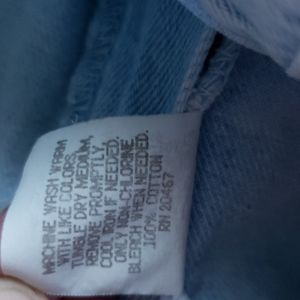 MACHINE WASH WARM
WITH LIKE COLORS,
TUMBLE DRY MEDIUM,
REMOVE PROMPTLY.
COOL IRON IF NEEDED.
ONLY NON-CHLORINE
BLEACH WHEN NEEDED.
100% COTTON
RN 20467